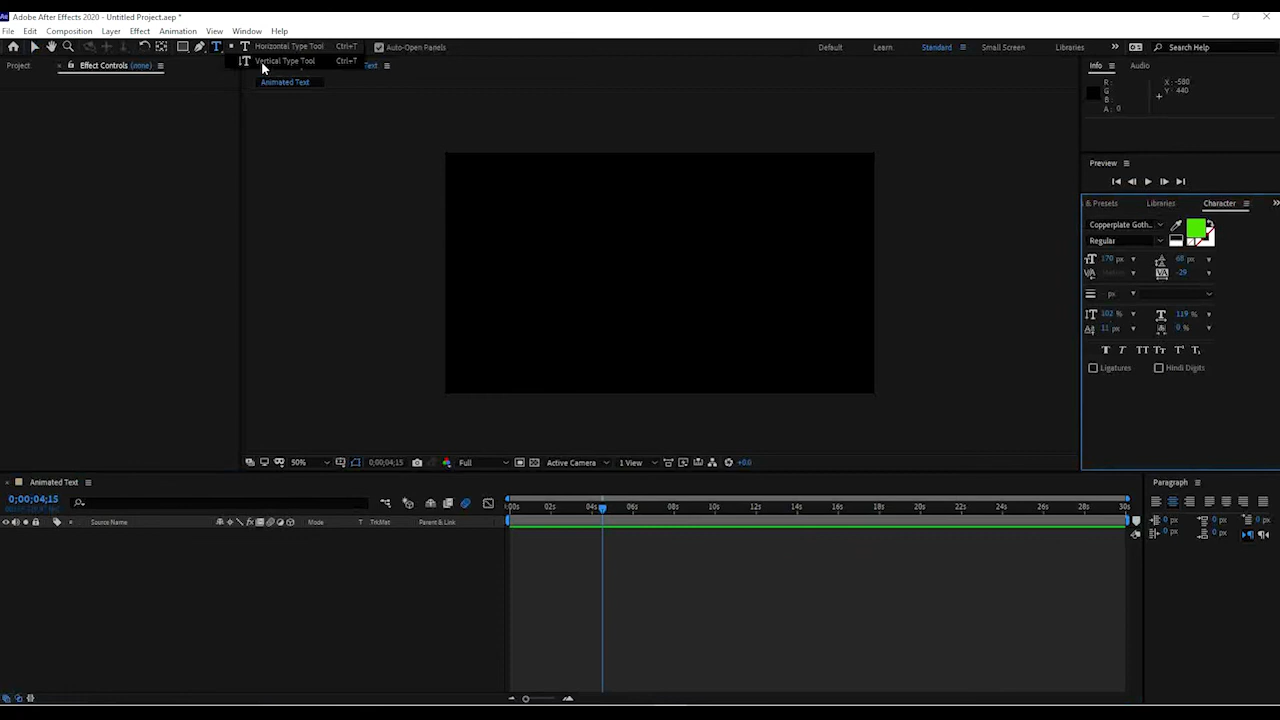 Adobe After Effects 2020 - Untitled Project.aep *
File Edit Composition Layer Effect Animation View Window Help
Horizontal Type Tool Ctrl+T
Auto-Open Panels
Default Learn Standard Small Screen Libraries
Search Help
Vertical Type Tool Ctrl+T
Project
Effect Controls (none)
Text
Animated Text
Info Audio
R:
G:
B:
A: 0
X: -580
Y: 440
Preview
& Presets Libraries Character
Copperplate Goth...
Regular
170 px 68 px
-29
px
102 % 119 %
11 px 0 %
Ligatures Hindi Digits
50% 0;00;04;15 Full Active Camera 1 View +0.0
Animated Text
0;00;04;15
Source Name Mode TrkMat Parent & Link
:00s 02s 04s 06s 08s 10s 12s 14s 16s 18s 20s 22s 24s 26s 28s 30s
Paragraph
0 px 0 px 0 px
0 px 0 px